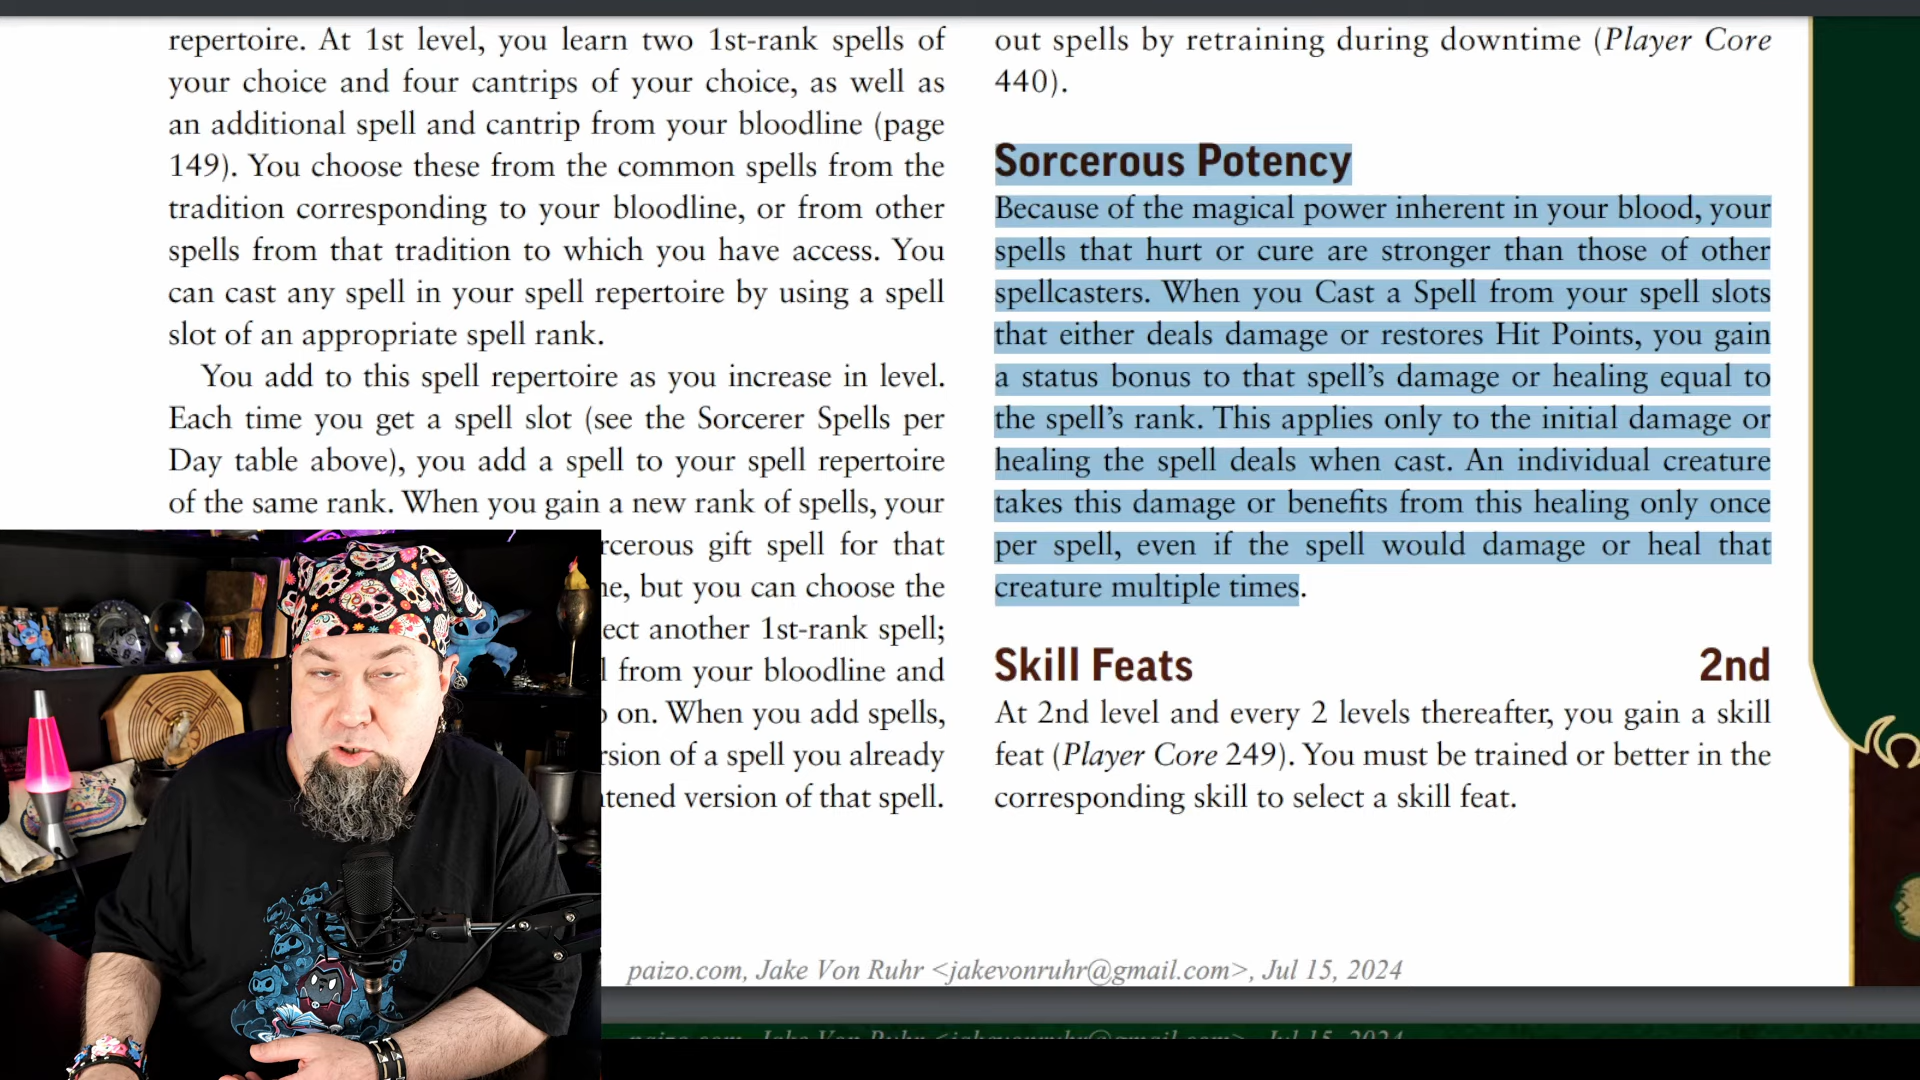 repertoire. At 1st level, you learn two 1st-rank spells of
your choice and four cantrips of your choice, as well as
an additional spell and cantrip from your bloodline (page
149). You choose these from the common spells from the
tradition corresponding to your bloodline, or from other
spells from that tradition to which you have access. You
can cast any spell in your spell repertoire by using a spell
slot of an appropriate spell rank.
You add to this spell repertoire as you increase in level.
Each time you get a spell slot (see the Sorcerer Spells per
Day table above), you add a spell to your spell repertoire
of the same rank. When you gain a new rank of spells, your
rcerous gift spell for that
e, but you can choose the
ect another 1st-rank spell;
l from your bloodline and
on. When you add spells,
rsion of a spell you already
tened version of that spell.
out spells by retraining during downtime (Player Core
440).
Sorcerous Potency
Because of the magical power inherent in your blood, your
spells that hurt or cure are stronger than those of other
spellcasters. When you Cast a Spell from your spell slots
that either deals damage or restores Hit Points, you gain
a status bonus to that spell’s damage or healing equal to
the spell’s rank. This applies only to the initial damage or
healing the spell deals when cast. An individual creature
takes this damage or benefits from this healing only once
per spell, even if the spell would damage or heal that
creature multiple times.
Skill Feats 2nd
At 2nd level and every 2 levels thereafter, you gain a skill
feat (Player Core 249). You must be trained or better in the
corresponding skill to select a skill feat.
paizo.com, Jake Von Ruhr <jakevonruhr@gmail.com>, Jul 15, 2024
paizo.com, Jake Von Ruhr <jakevonruhr@gmail.com>, Jul 15, 2024